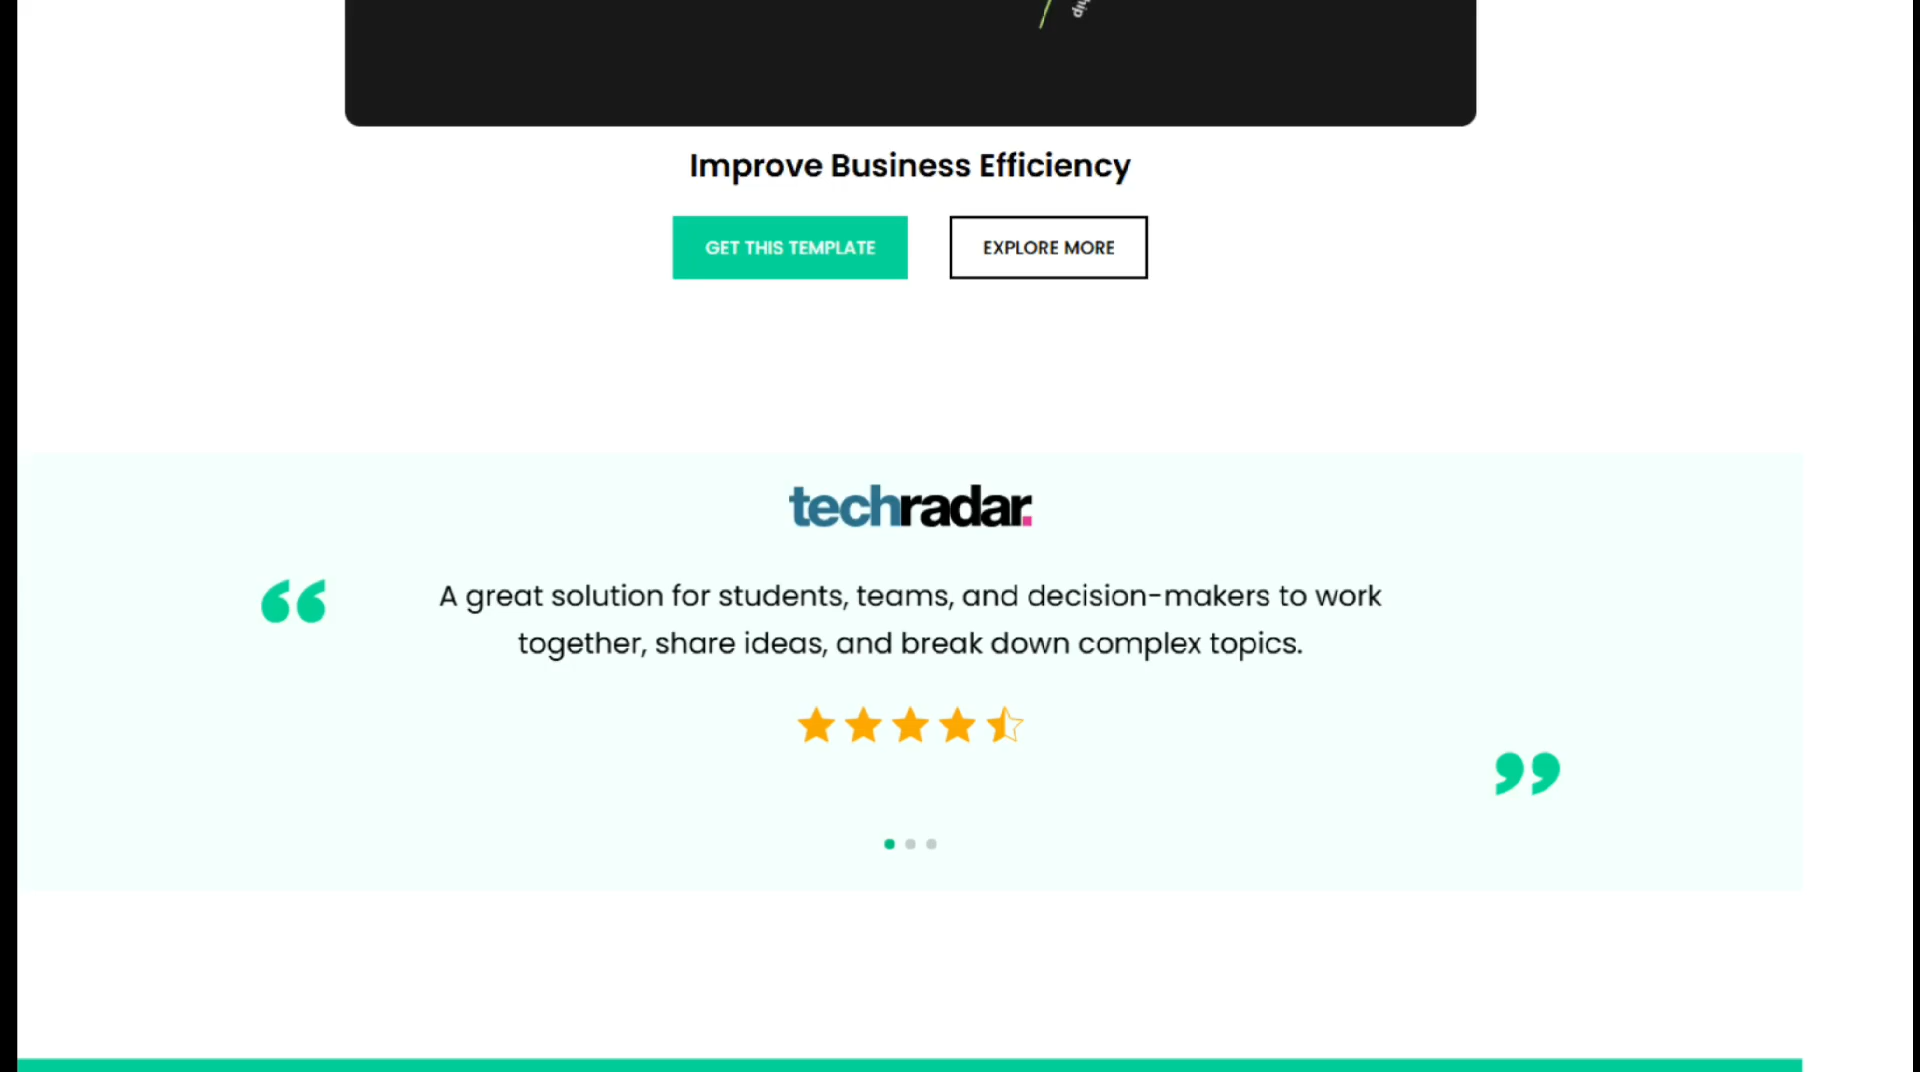 Improve Business Efficiency
GET THIS TEMPLATE
EXPLORE MORE
techradar.
“
A great solution for students, teams, and decision-makers to work
together, share ideas, and break down complex topics.
”